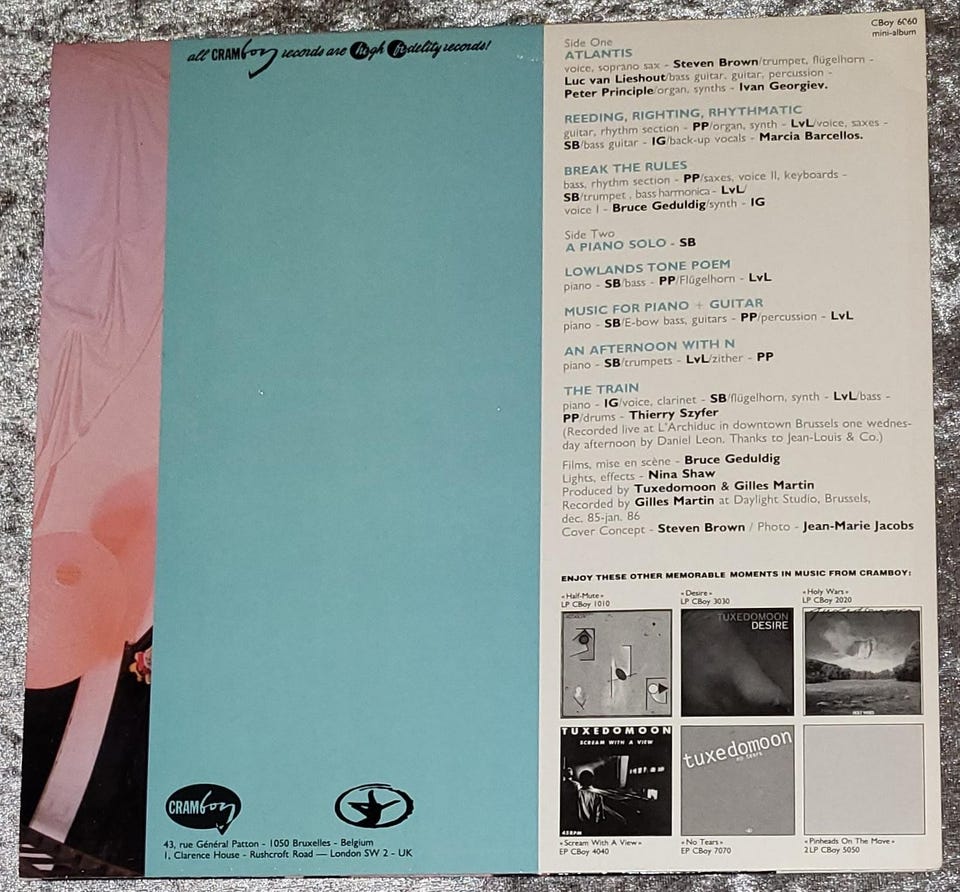 all CRAMboy records are high fidelity records!
CBoy 6060
mini-album
Side One
ATLANTIS
voice, soprano sax - Steven Brown/trumpet, flügelhorn -
Luc van Lieshout/bass guitar, guitar, percussion -
Peter Principle/organ, synths - Ivan Georgiev.
REEDING, RIGHTING, RHYTHMATIC
guitar, rhythm section - PP/organ, synth - LvL/voice, saxes -
SB/bass guitar - IG/back-up vocals - Marcia Barcellos.
BREAK THE RULES
bass, rhythm section - PP/saxes, voice II, keyboards -
SB/trumpet , bass harmonica - LvL/
voice I - Bruce Geduldig/synth - IG
Side Two
A PIANO SOLO - SB
LOWLANDS TONE POEM
piano - SB/bass - PP/Flügelhorn - LvL
MUSIC FOR PIANO + GUITAR
piano - SB/E-bow bass, guitars - PP/percussion - LvL
AN AFTERNOON WITH N
piano - SB/trumpets - LvL/zither - PP
THE TRAIN
piano - IG/voice, clarinet - SB/flügelhorn, synth - LvL/bass -
PP/drums - Thierry Szyfer
(Recorded live at L'Archiduc in downtown Brussels one wednes-
day afternoon by Daniel Leon. Thanks to Jean-Louis & Co.)
Films, mise en scène - Bruce Geduldig
Lights, effects - Nina Shaw
Produced by Tuxedomoon & Gilles Martin
Recorded by Gilles Martin at Daylight Studio, Brussels,
dec. 85-jan. 86
Cover Concept - Steven Brown / Photo - Jean-Marie Jacobs
ENJOY THESE OTHER MEMORABLE MOMENTS IN MUSIC FROM CRAMBOY:
«Half-Mute»
LP CBoy 1010
«Desire»
LP CBoy 3030
«Holy Wars»
LP CBoy 2020
TUXEDOMOON
DESIRE
Tuxedomoon
HOLY WARS
TUXEDOMOON
SCREAM WITH A VIEW
45RPM
tuxedomoon
no tears
«Scream With A View»
EP CBoy 4040
«No Tears»
EP CBoy 7070
«Pinheads On The Move»
2LP CBoy 5050
CRAMboy
43, rue Général Patton - 1050 Bruxelles - Belgium
1, Clarence House - Rushcroft Road — London SW 2 - UK